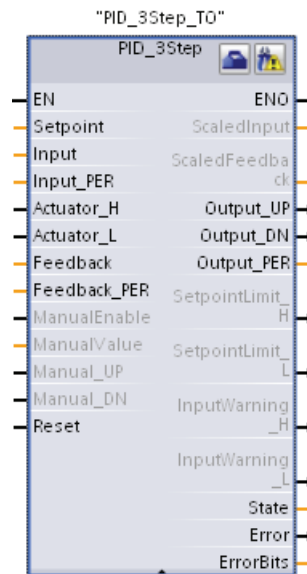 "PID_3Step_TO"
PID_3Step
EN ENO
Setpoint ScaledInput
Input ScaledFeedba
ck
Input_PER
Actuator_H Output_UP
Actuator_L Output_DN
Feedback Output_PER
Feedback_PER SetpointLimit_
H
ManualEnable
ManualValue SetpointLimit_
L
Manual_UP
Manual_DN InputWarning
_H
Reset
InputWarning
_L
State
Error
ErrorBits